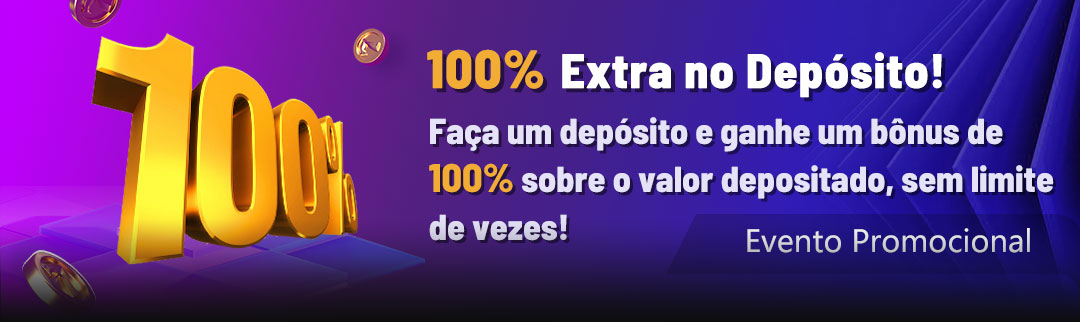 100%
100% Extra no Depósito!
Faça um depósito e ganhe um bônus de
100% sobre o valor depositado, sem limite
de vezes!
Evento Promocional